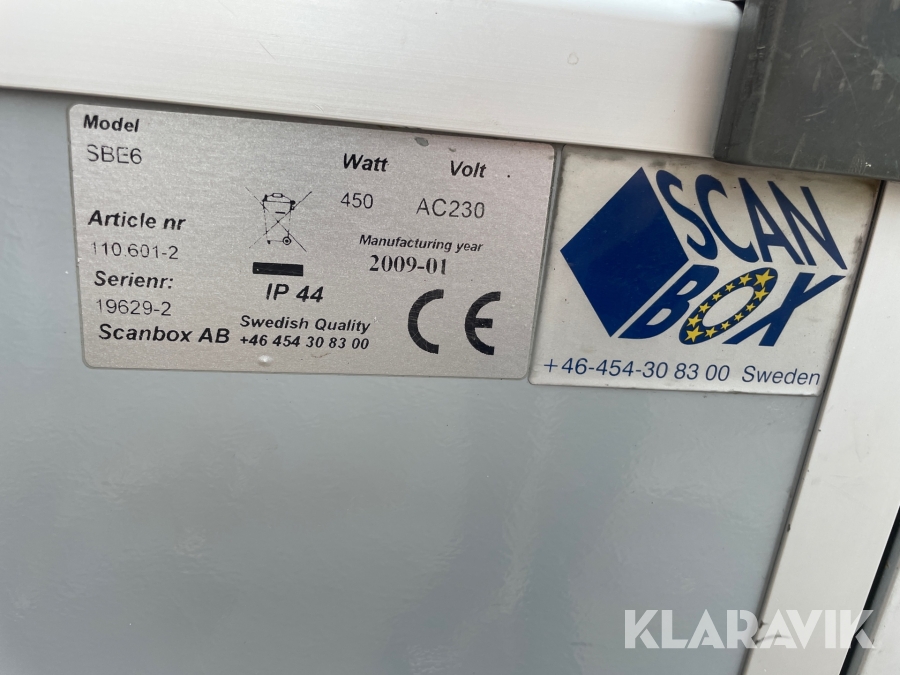 Model
SBE6
Watt
Volt
450
AC230
Article nr
110.601-2
Manufacturing year
2009-01
Serienr:
19629-2
IP 44
CE
Scanbox AB
Swedish Quality
+46 454 30 83 00
SCAN
BOX
+46-454-30 83 00 Sweden
KLARAVIK